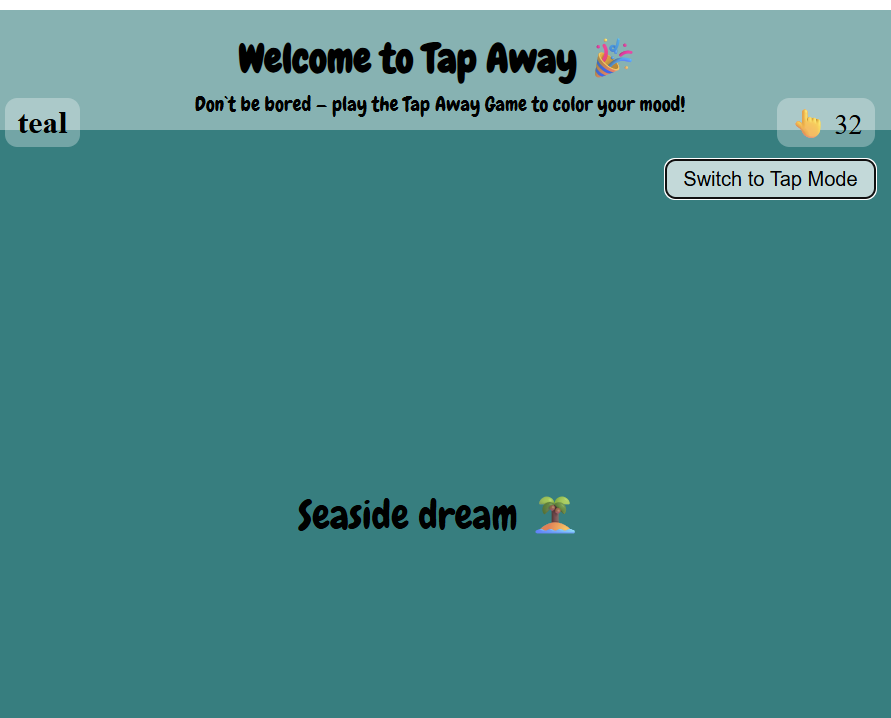 Welcome to Tap Away 🎉
Don`t be bored – play the Tap Away Game to color your mood!
teal
👆 32
Switch to Tap Mode
Seaside dream 🏝️